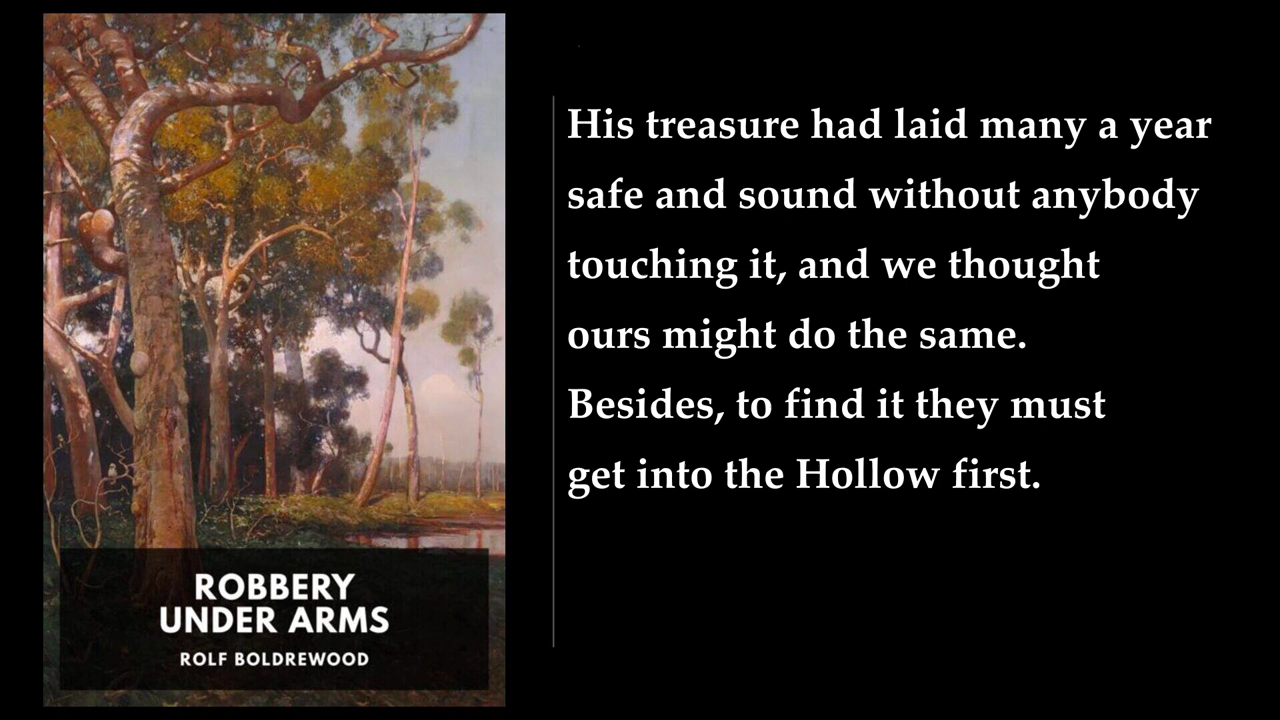 ROBBERY
UNDER ARMS
ROLF BOLDREWOOD
His treasure had laid many a year
safe and sound without anybody
touching it, and we thought
ours might do the same.
Besides, to find it they must
get into the Hollow first.